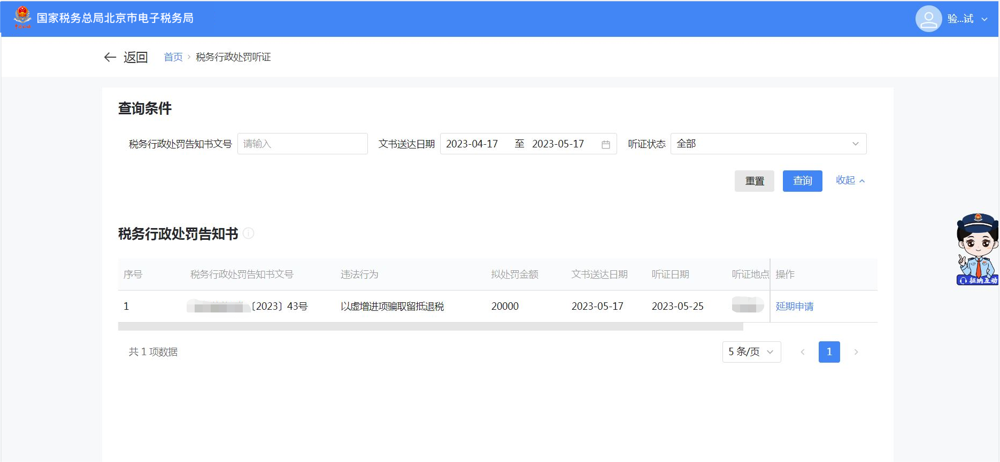 国家税务总局北京市电子税务局
验...试
返回 首页 税务行政处罚听证
查询条件
税务行政处罚告知书文号 请输入 文书送达日期 2023-04-17 至 2023-05-17 听证状态 全部
重置 查询 收起
税务行政处罚告知书
序号 税务行政处罚告知书文号 违法行为 拟处罚金额 文书送达日期 听证日期 听证地点 操作
1 〔2023〕43号 以虚增进项骗取留抵退税 20000 2023-05-17 2023-05-25 延期申请
征纳互动
共 1 项数据 5 条/页 1